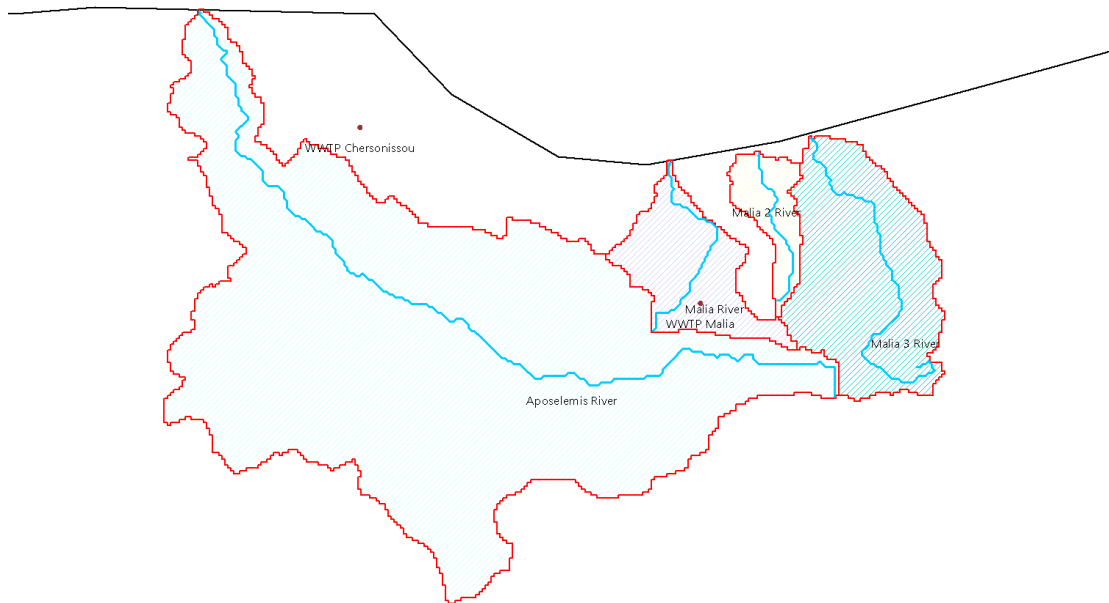 WWTP Chersonissou
Malia 2 River
Malia River
WWTP Malia
Malia 3 River
Aposelemis River